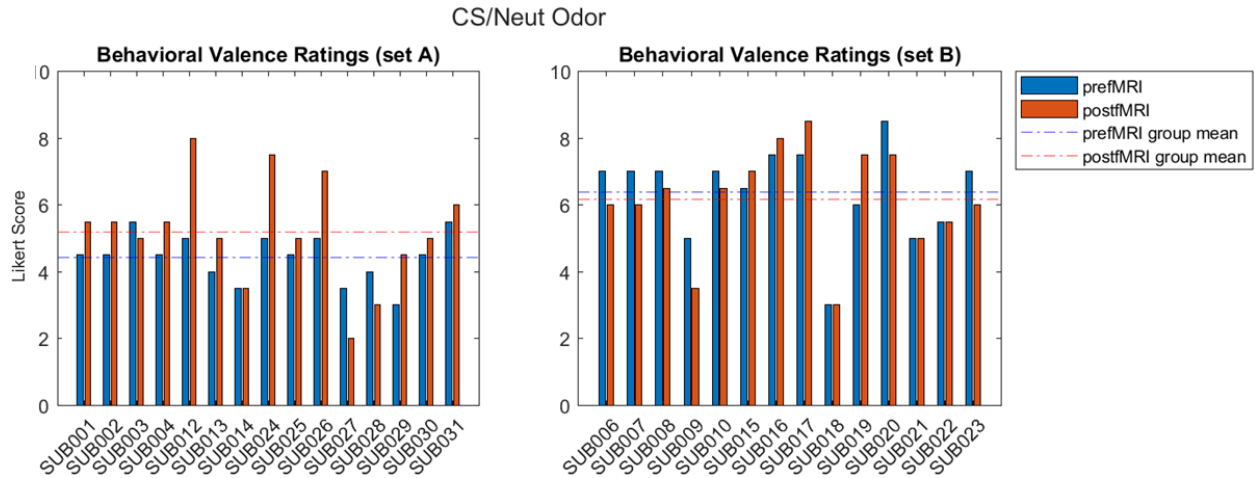 CS/Neut Odor
Behavioral Valence Ratings (set A)
Behavioral Valence Ratings (set B)
Likert Score
0
8
6
4
2
0
SUB001
SUB002
SUB003
SUB004
SUB012
SUB013
SUB014
SUB024
SUB025
SUB026
SUB027
SUB028
SUB029
SUB030
SUB031
10
8
6
4
2
0
SUB006
SUB007
SUB008
SUB009
SUB010
SUB015
SUB016
SUB017
SUB018
SUB019
SUB020
SUB021
SUB022
SUB023
prefMRI
postfMRI
prefMRI group mean
postfMRI group mean